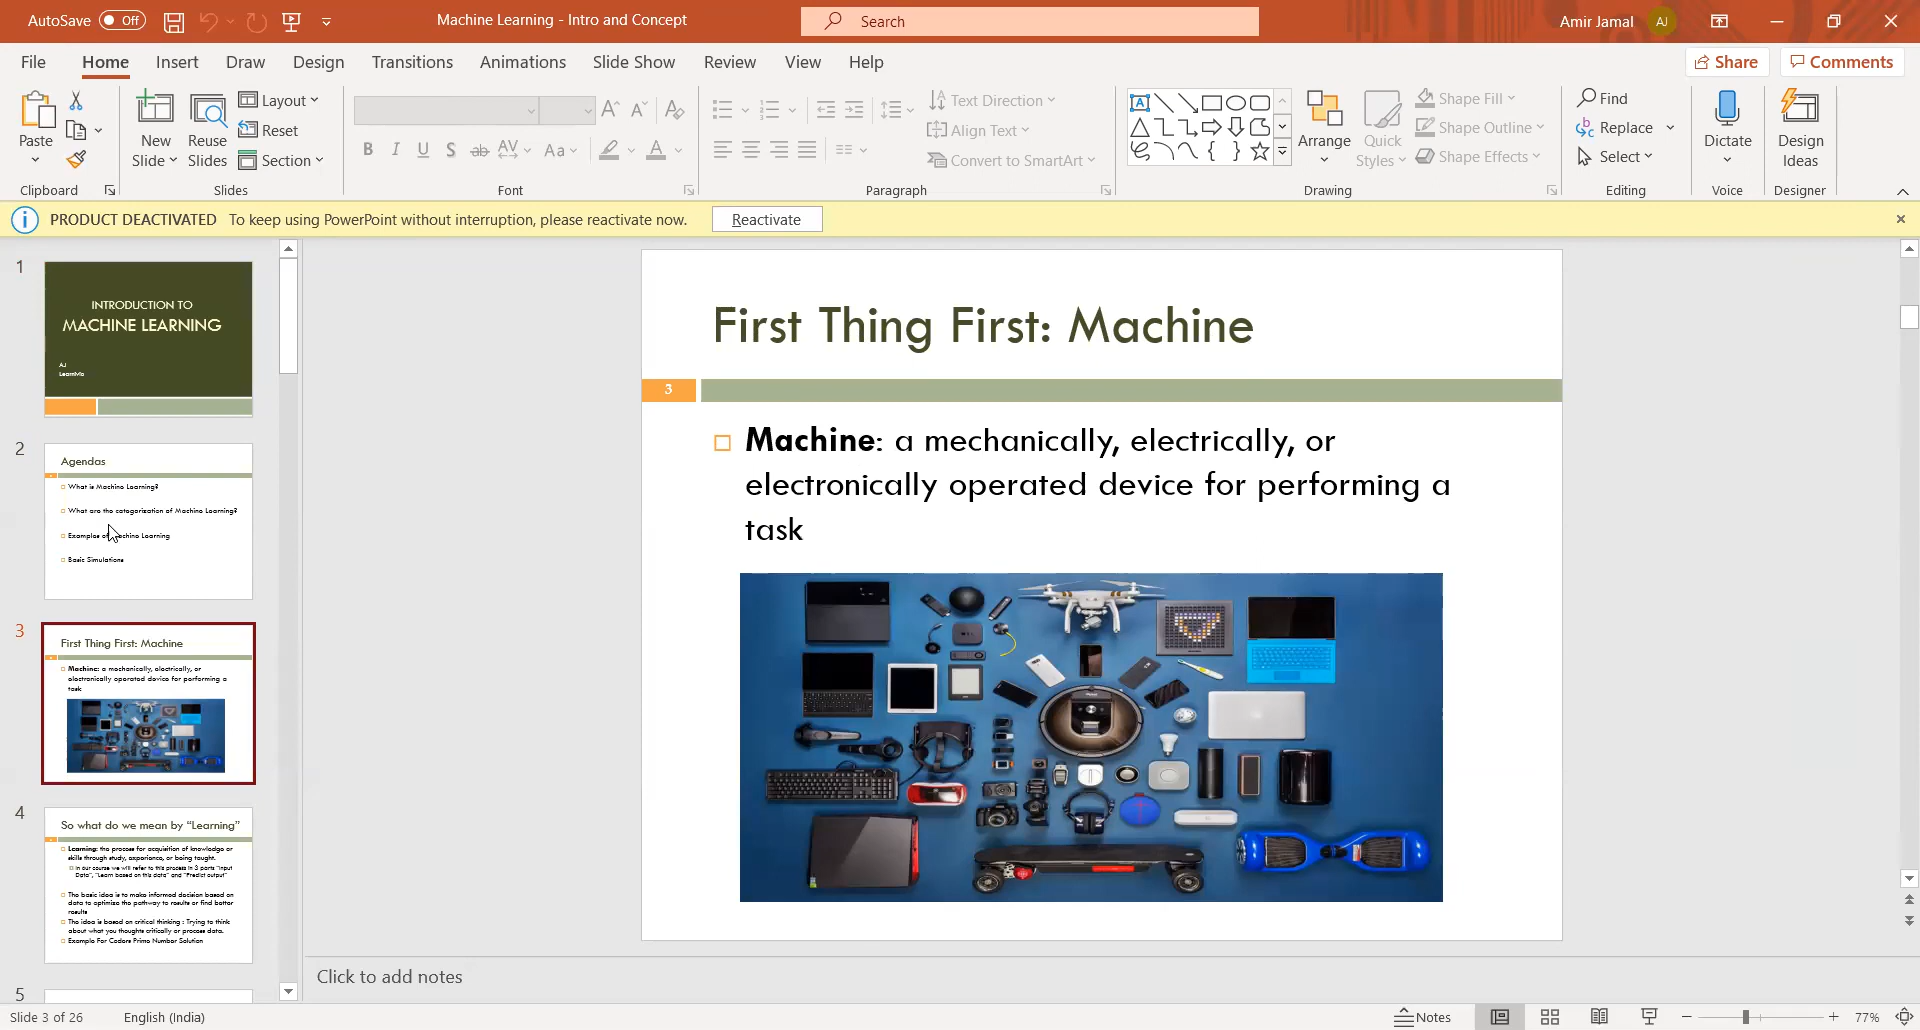 AutoSave Off
Machine Learning - Intro and Concept
Search
Amir Jamal
AJ
File Home Insert Draw Design Transitions Animations Slide Show Review View Help
Share
Comments
Paste
New
Slide
Reuse
Slides
Layout
Reset
Section
B I U S ab AV Aa A
Text Direction
Align Text
Convert to SmartArt
Arrange
Quick
Styles
Shape Fill
Shape Outline
Shape Effects
Find
Replace
Select
Dictate
Design
Ideas
Clipboard Slides Font Paragraph Drawing Editing Voice Designer
PRODUCT DEACTIVATED To keep using PowerPoint without interruption, please reactivate now.
Reactivate
1
INTRODUCTION TO
MACHINE LEARNING
AJ
2
Agendas
What is Machine Learning?
What are the categorization of Machine Learning?
Examples of Machine Learning
Basic Simulations
3
First Thing First: Machine
Machine: a mechanically, electrically, or
electronically operated device for performing a
task
4
So what do we mean by “Learning”
Learning: the process for acquisition of knowledge or
skills through study, experience, or being taught.
In our course we will refer to this process in 3 parts “Input
Data”, “Learn based on this data” and “Predict output”
The basic idea is to make informed decision based on
data to optimize the pathway to results or find better
results
The idea is based on critical thinking : Trying to think
about what you thoughts critically or process data.
Example For Coders Prime Number Solution
5
First Thing First: Machine
3
Machine: a mechanically, electrically, or
electronically operated device for performing a
task
Click to add notes
Slide 3 of 26
English (India)
Notes
77%